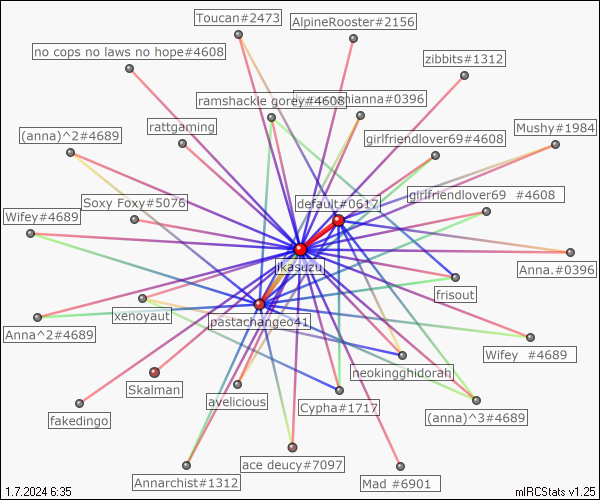 Toucan#2473
AlpineRooster#2156
no cops no laws no hope#4608
zibbits#1312
ramshackle gorey#4608
mianna#0396
rattgaming
(anna)^2#4689
girlfriendlover69#4608
Mushy#1984
Soxy Foxy#5076
default#0617
girlfriendlover69 #4608
Wifey#4689
ikasuzu
Anna.#0396
frisout
xenoyaut
pastachangeo41
Anna^2#4689
Wifey #4689
neokingghidorah
Skalman
avelicious
Cypha#1717
(anna)^3#4689
fakedingo
ace deucy#7097
Annarchist#1312
Mad #6901
1.7.2024 6:35
mIRCStats v1.25